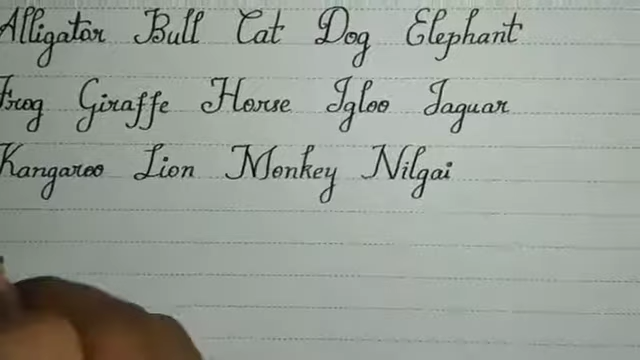 Alligator Bull Cat Dog Elephant
Frog Giraffe Horse Igloo Jaguar
Kangaroo Lion Monkey Nilgai